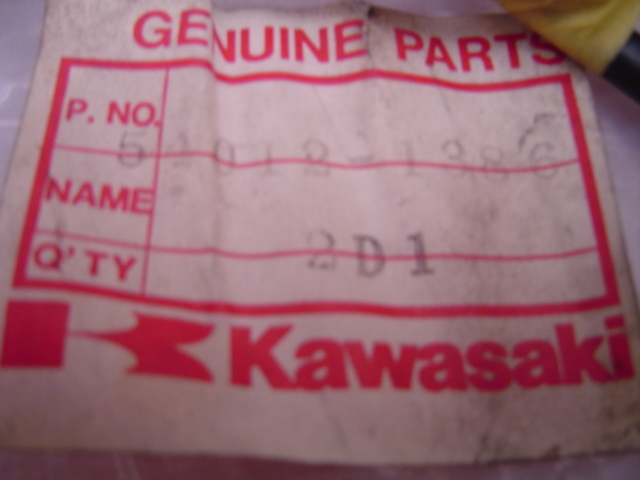 GENUINE PARTS
P. NO.
NAME
Q'TY
2D1
Kawasaki